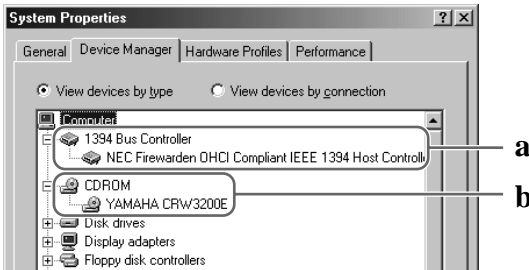 System Properties
General Device Manager Hardware Profiles Performance
View devices by type View devices by connection
Computer
1394 Bus Controller
NEC Firewarden OHCI Compliant IEEE 1394 Host Controll
a
CDROM
YAMAHA CRW3200E
b
Disk drives
Display adapters
Floppy disk controllers